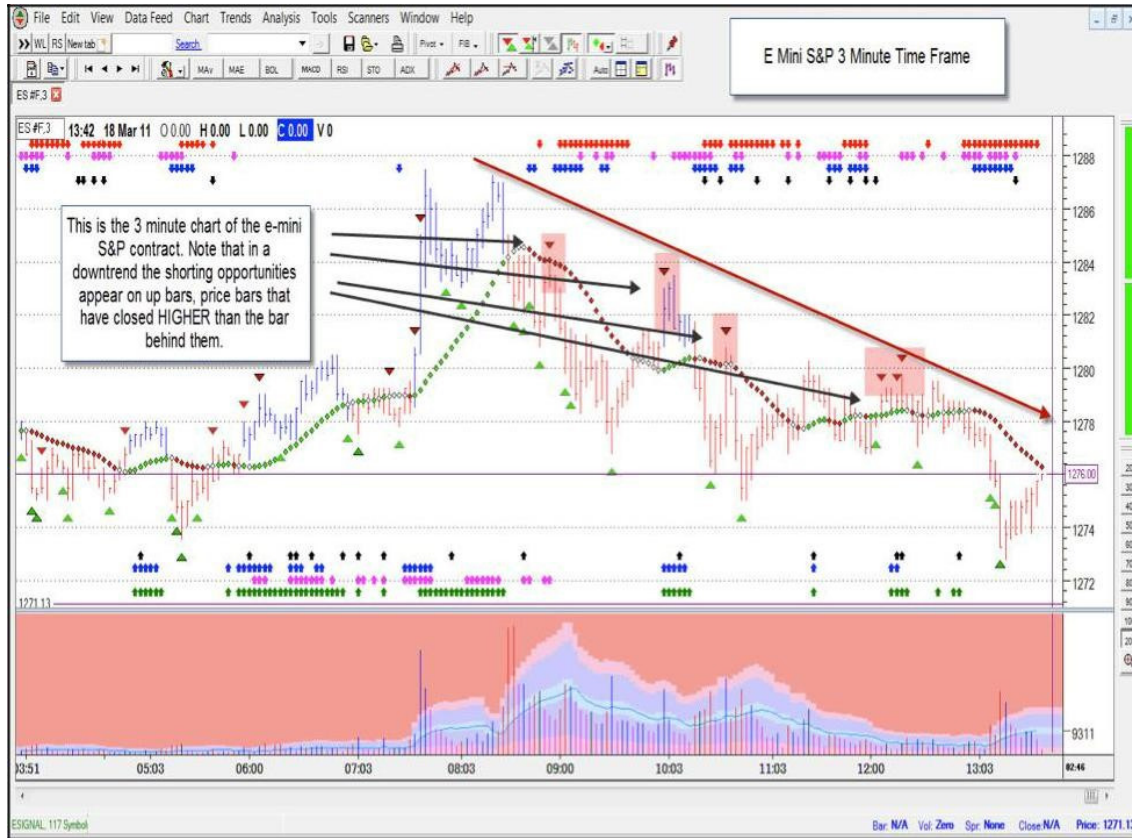 File Edit View Data Feed Chart Trends Analysis Tools Scanners Window Help
WL RS New tab Search Pivot FIB
MAv MAE BOL MACD RSI STO ADX Auto
E Mini S&P 3 Minute Time Frame
ES #F,3
ES #F,3 13:42 18 Mar 11 O 0.00 H 0.00 L 0.00 C 0.00 V 0
This is the 3 minute chart of the e-mini
S&P contract. Note that in a
downtrend the shorting opportunities
appear on up bars, price bars that
have closed HIGHER than the bar
behind them.
1288
1286
1284
1282
1280
1278
1276.00
1274
1272
1271.13
9311
05:03 06:00 07:03 08:03 09:00 10:03 11:03 12:00 13:03 02:46
ESIGNAL, 117 Symbol
Bar: N/A Vol: Zero Spr: None Close: N/A Price: 1271.13